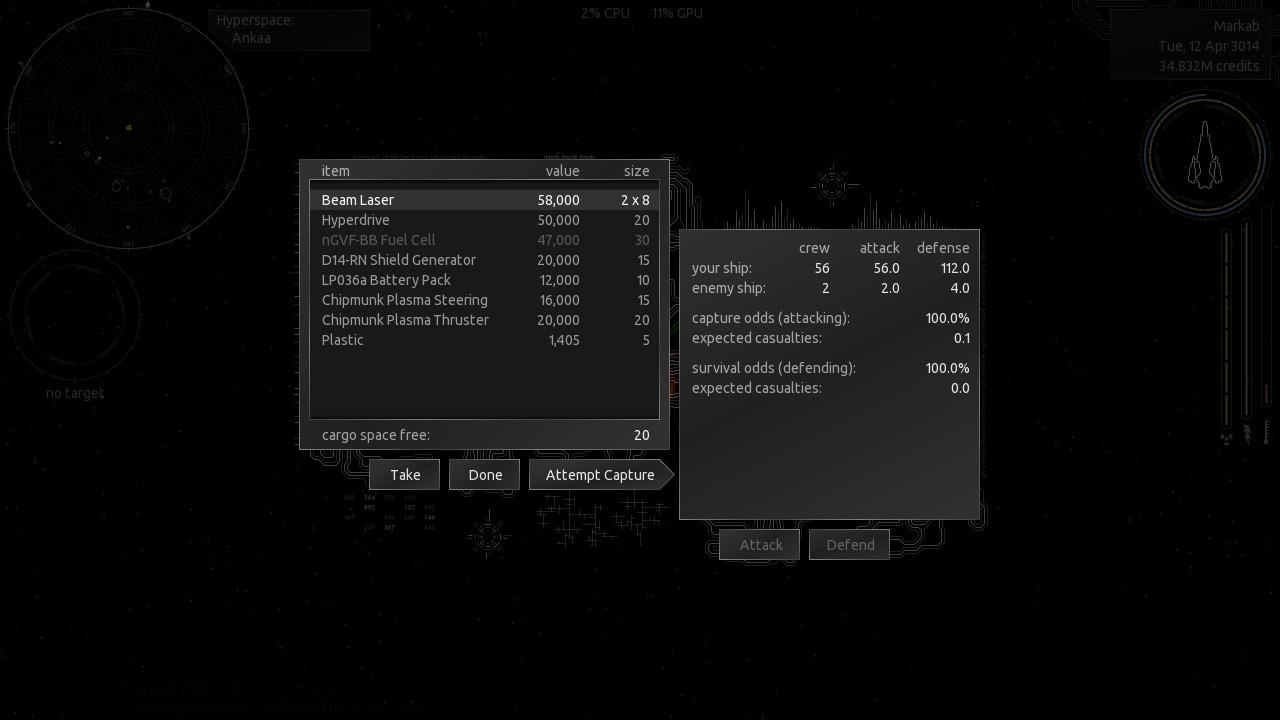 2% CPU 11% GPU
Hyperspace:
Ankaa
Markab
Tue, 12 Apr 3014
34.832M credits
no target
item value size
Beam Laser 58,000 2 x 8
Hyperdrive 50,000 20
nGVF-BB Fuel Cell 47,000 30
D14-RN Shield Generator 20,000 15
LP036a Battery Pack 12,000 10
Chipmunk Plasma Steering 16,000 15
Chipmunk Plasma Thruster 20,000 20
Plastic 1,405 5
cargo space free: 20
Take Done Attempt Capture
crew attack defense
your ship: 56 56.0 112.0
enemy ship: 2 2.0 4.0
capture odds (attacking): 100.0%
expected casualties: 0.1
survival odds (defending): 100.0%
expected casualties: 0.0
Attack Defend